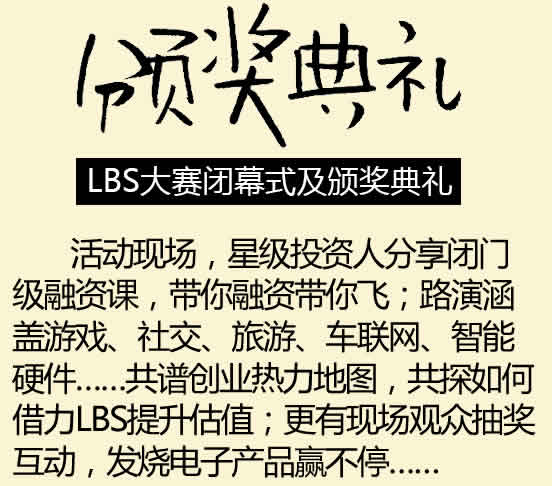 颁奖典礼
LBS大赛闭幕式及颁奖典礼
活动现场，星级投资人分享闭门
级融资课，带你融资带你飞；路演涵
盖游戏、社交、旅游、车联网、智能
硬件……共谱创业热力地图，共探如何
借力LBS提升估值；更有现场观众抽奖
互动，发烧电子产品赢不停……